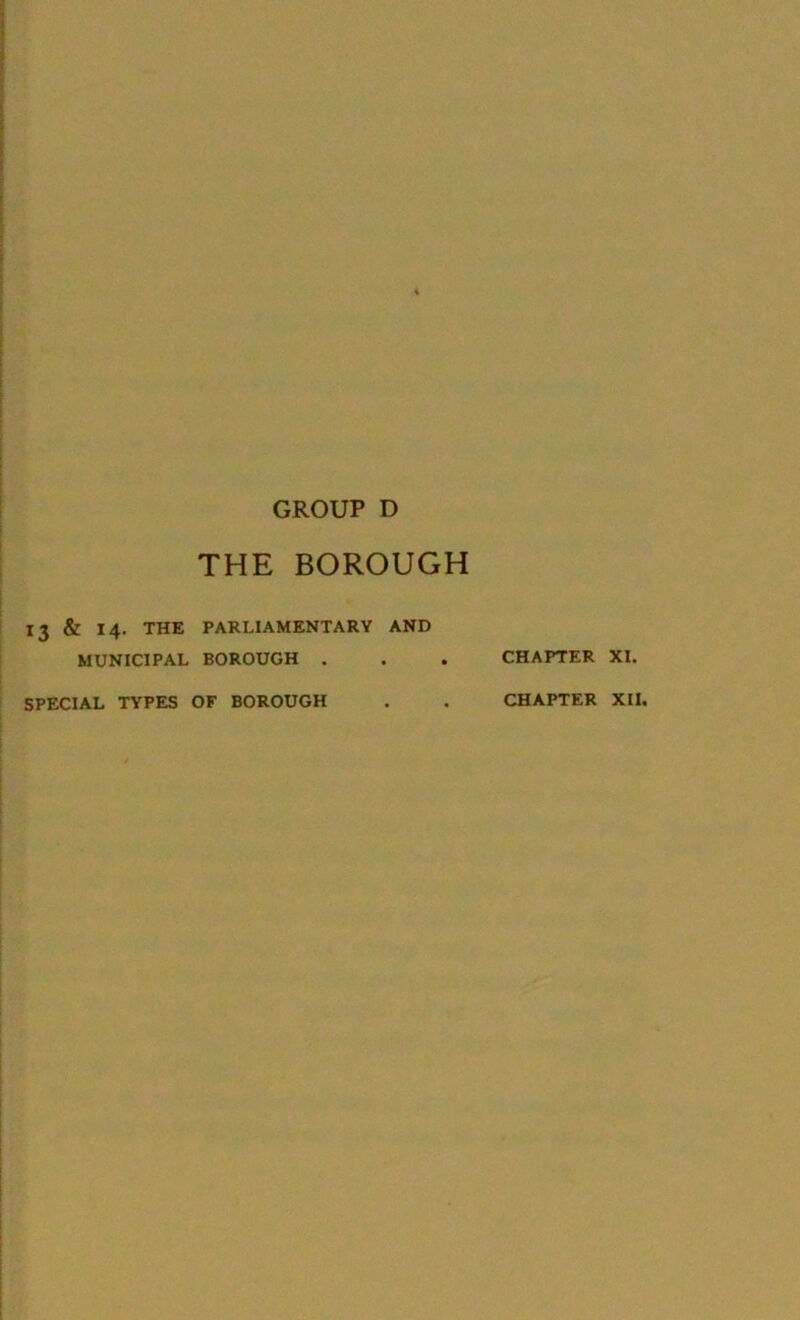 GROUP D
THE BOROUGH
13 & 14. THE PARLIAMENTARY AND
MUNICIPAL BOROUGH . . . CHAPTER XI.
SPECIAL TYPES OF BOROUGH . . CHAPTER XII.